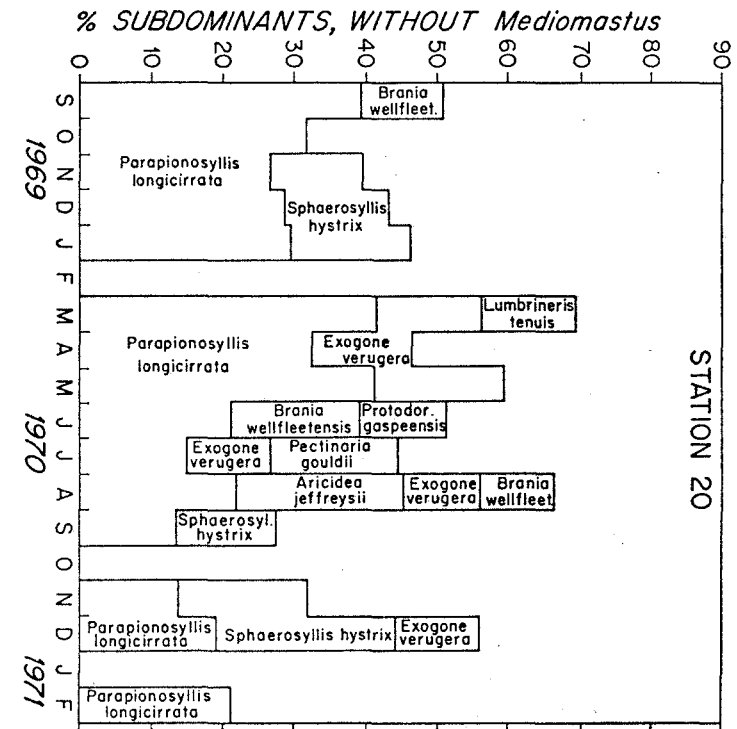 % SUBDOMINANTS, WITHOUT Mediomastus
0 10 20 30 40 50 60 70 80 90
STATION 20
S
O
N
D
J
F
M
A
M
J
J
A
S
O
N
D
J
F
1969
1970
1971
Brania
wellfleet.
Parapionosyllis
longicirrata
Sphaerosyllis
hystrix
Lumbrineris
tenuis
Parapionosyllis
longicirrata
Exogone
verugera
Brania
wellfleetensis
Protodor.
gaspeensis
Exogone
verugera
Pectinaria
gouldii
Aricidea
jeffreysii
Exogone
verugera
Brania
wellfleet.
Sphaerosyl.
hystrix
Parapionosyllis
longicirrata
Sphaerosyllis hystrix
Exogone
verugera
Parapionosyllis
longicirrata